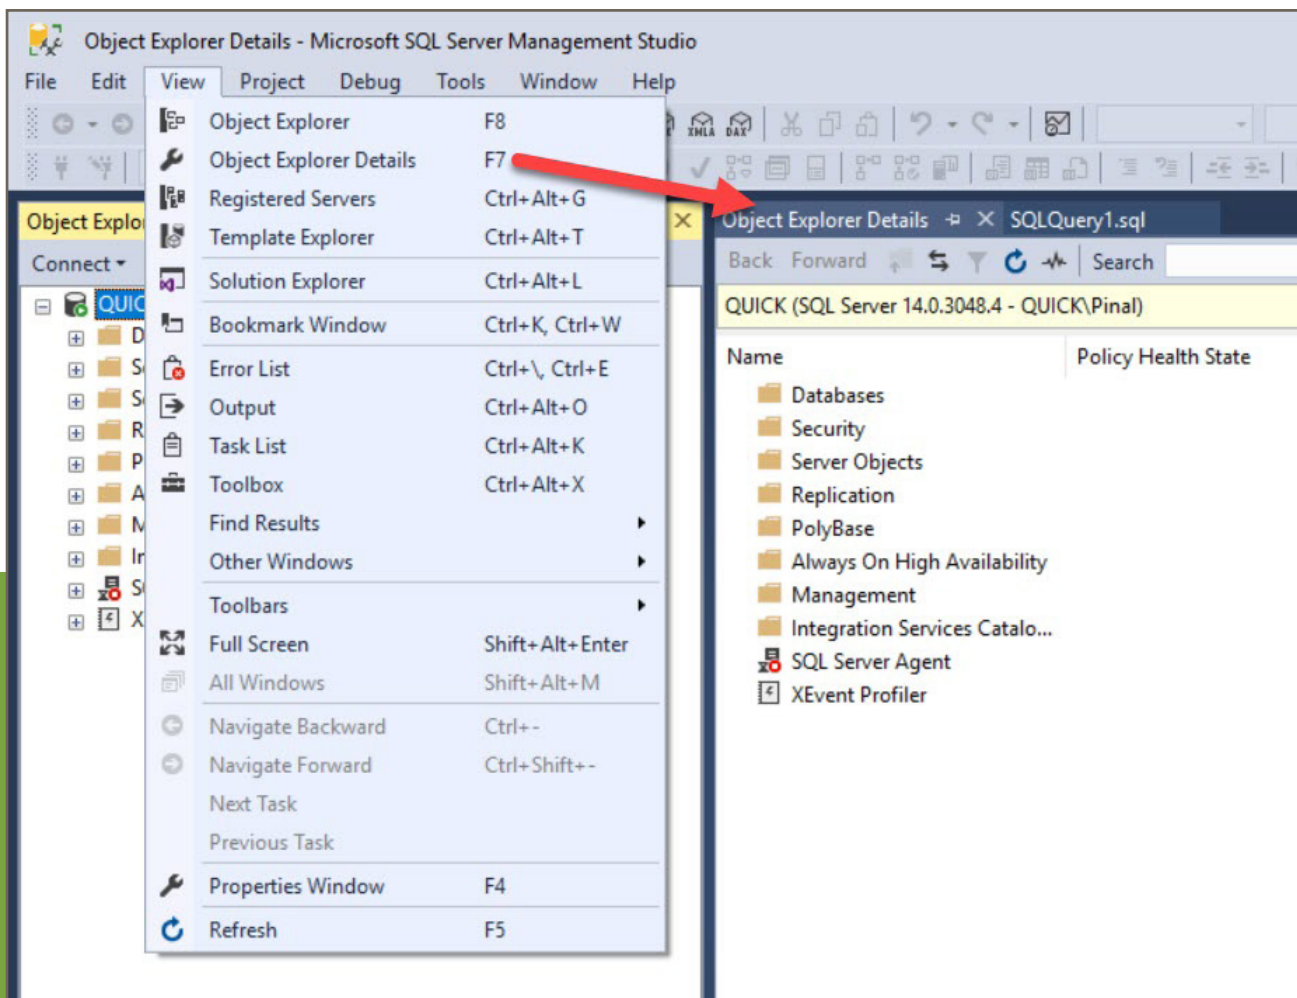 Object Explorer Details - Microsoft SQL Server Management Studio
File Edit View Project Debug Tools Window Help
XMLA DAX
Object Explorer F8
Object Explorer Details F7
Registered Servers Ctrl+Alt+G
Template Explorer Ctrl+Alt+T
Solution Explorer Ctrl+Alt+L
Bookmark Window Ctrl+K, Ctrl+W
Error List Ctrl+\, Ctrl+E
Output Ctrl+Alt+O
Task List Ctrl+Alt+K
Toolbox Ctrl+Alt+X
Find Results
Other Windows
Toolbars
Full Screen Shift+Alt+Enter
All Windows Shift+Alt+M
Navigate Backward Ctrl+-
Navigate Forward Ctrl+Shift+-
Next Task
Previous Task
Properties Window F4
Refresh F5
Object Explo
Connect
QUIC
D
S
S
R
P
A
M
In
S
X
Object Explorer Details SQLQuery1.sql
Back Forward Search
QUICK (SQL Server 14.0.3048.4 - QUICK\Pinal)
Name Policy Health State
Databases
Security
Server Objects
Replication
PolyBase
Always On High Availability
Management
Integration Services Catalo...
SQL Server Agent
XEvent Profiler